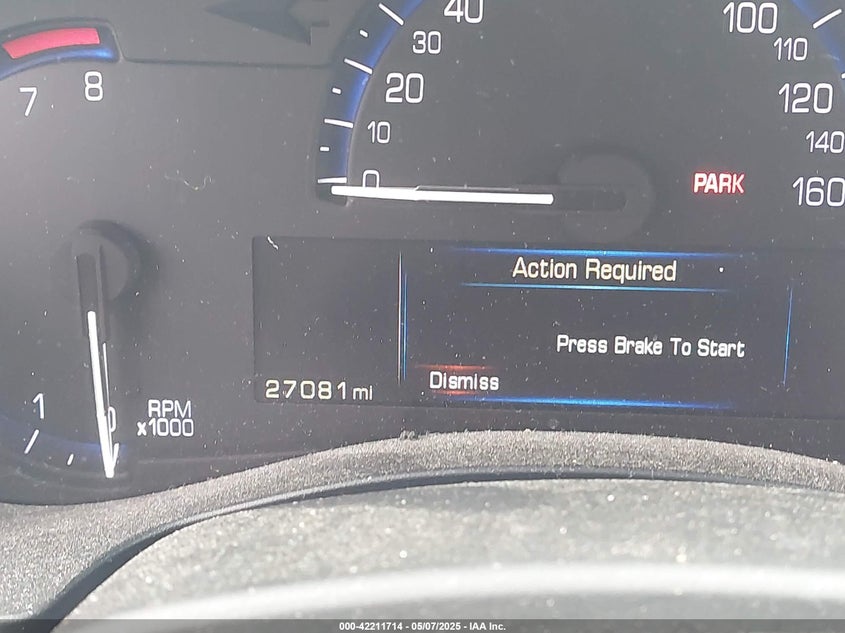 40
30
20
10
0
100
110
120
140
160
PARK
7
8
1
0
RPM
x1000
Action Required
Press Brake To Start
Dismiss
27081 mi
000-42211714 - 05/07/2025 - IAA Inc.